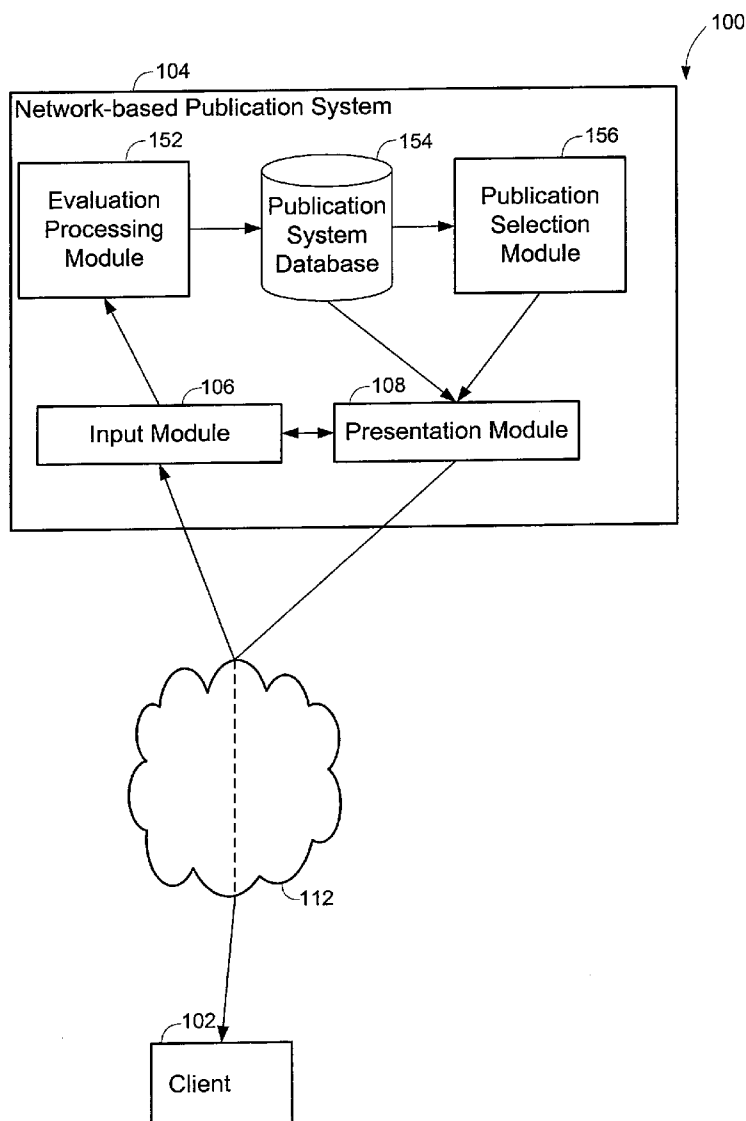 100
104
Network-based Publication System
152
154
156
Evaluation
Processing
Module
Publication
System
Database
Publication
Selection
Module
106
108
Input Module
Presentation Module
112
102
Client